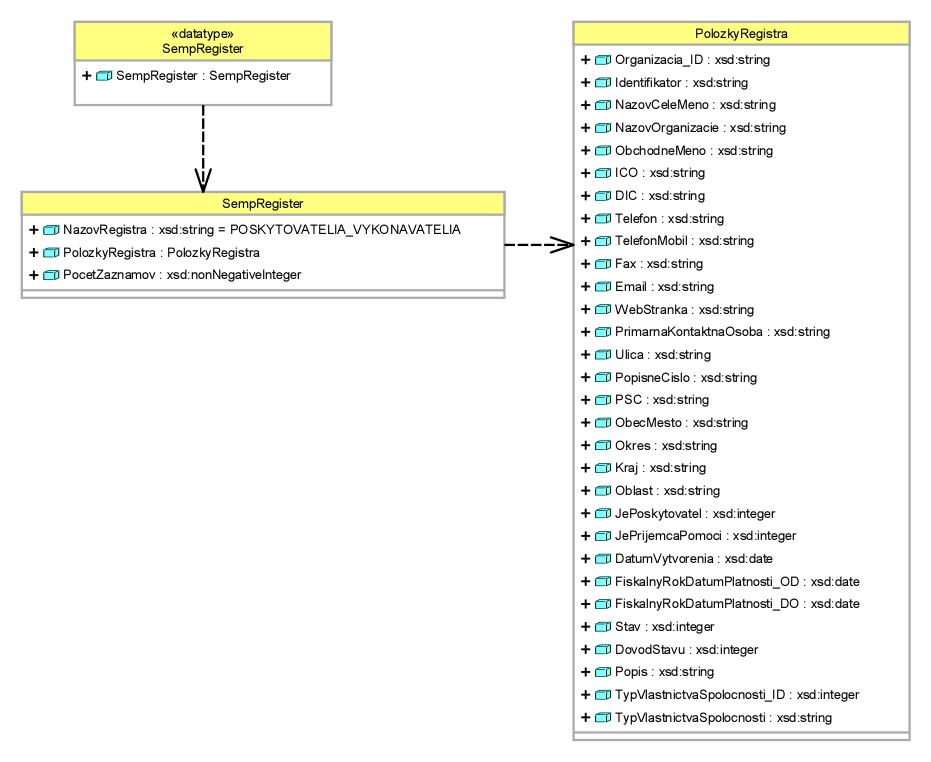 «datatype»
SempRegister
+ SempRegister : SempRegister
SempRegister
+ NazovRegistra : xsd:string = POSKYTOVATELIA_VYKONAVATELIA
+ PolozkyRegistra : PolozkyRegistra
+ PocetZaznamov : xsd:nonNegativeInteger
PolozkyRegistra
+ Organizacia_ID : xsd:string
+ Identifikator : xsd:string
+ NazovCeleMeno : xsd:string
+ NazovOrganizacie : xsd:string
+ ObchodneMeno : xsd:string
+ ICO : xsd:string
+ DIC : xsd:string
+ Telefon : xsd:string
+ TelefonMobil : xsd:string
+ Fax : xsd:string
+ Email : xsd:string
+ WebStranka : xsd:string
+ PrimarnaKontaktnaOsoba : xsd:string
+ Ulica : xsd:string
+ PopisneCislo : xsd:string
+ PSC : xsd:string
+ ObecMesto : xsd:string
+ Okres : xsd:string
+ Kraj : xsd:string
+ Oblast : xsd:string
+ JePoskytovatel : xsd:integer
+ JePrijemcaPomoci : xsd:integer
+ DatumVytvorenia : xsd:date
+ FiskalnyRokDatumPlatnosti_OD : xsd:date
+ FiskalnyRokDatumPlatnosti_DO : xsd:date
+ Stav : xsd:integer
+ DovodStavu : xsd:integer
+ Popis : xsd:string
+ TypVlastnictvaSpolocnosti_ID : xsd:integer
+ TypVlastnictvaSpolocnosti : xsd:string